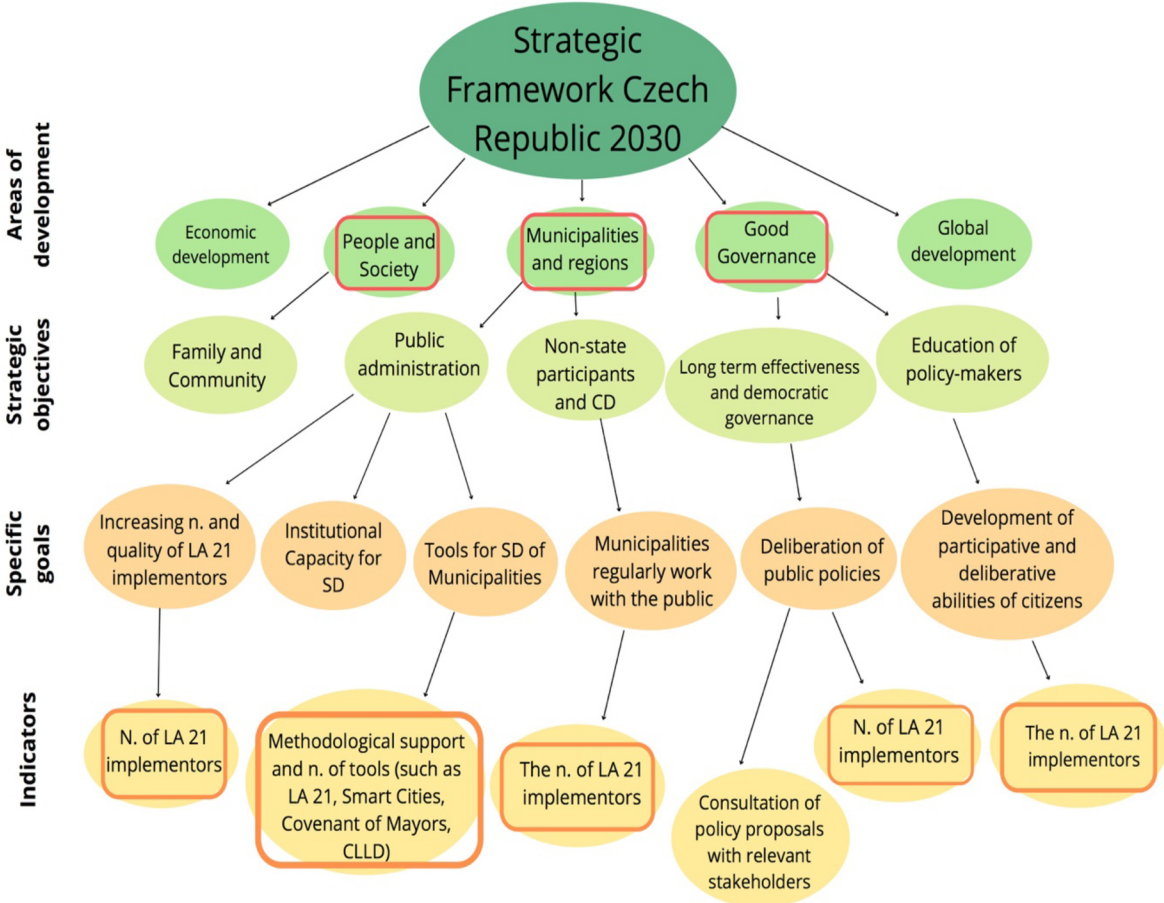 Strategic
Framework Czech
Republic 2030
Areas of
development
Economic
development
People and
Society
Municipalities
and regions
Good
Governance
Global
development
Strategic
objectives
Family and
Community
Public
administration
Non-state
participants
and CD
Long term effectiveness
and democratic
governance
Education of
policy-makers
Specific
goals
Increasing n. and
quality of LA 21
implementors
Institutional
Capacity for
SD
Tools for SD of
Municipalities
Municipalities
regularly work
with the public
Deliberation of
public policies
Development of
participative and
deliberative
abilities of citizens
Indicators
N. of LA 21
implementors
Methodological support
and n. of tools (such as
LA 21, Smart Cities,
Covenant of Mayors,
CLLD)
The n. of LA 21
implementors
Consultation of
policy proposals
with relevant
stakeholders
N. of LA 21
implementors
The n. of LA 21
implementors